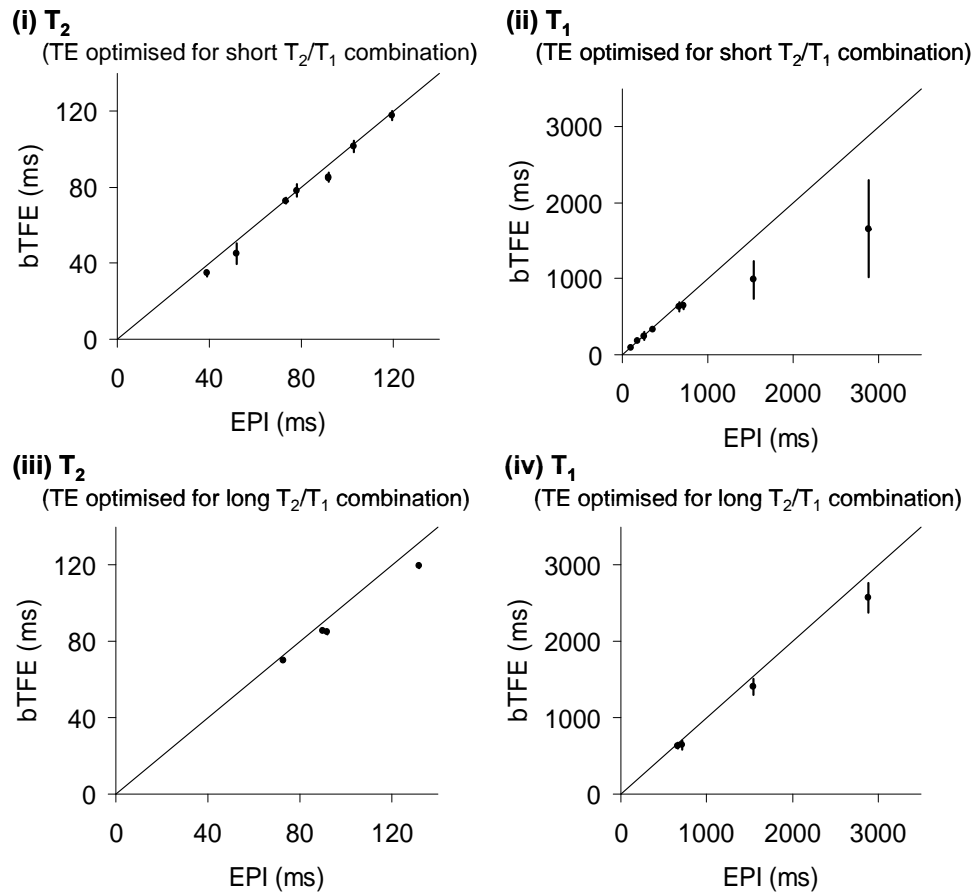 (i) T₂
(TE optimised for short T₂/T₁ combination)
120
80
40
0
bTFE (ms)
0 40 80 120
EPI (ms)
(ii) T₁
(TE optimised for short T₂/T₁ combination)
3000
2000
1000
0
bTFE (ms)
0 1000 2000 3000
EPI (ms)
(iii) T₂
(TE optimised for long T₂/T₁ combination)
120
80
40
0
bTFE (ms)
0 40 80 120
EPI (ms)
(iv) T₁
(TE optimised for long T₂/T₁ combination)
3000
2000
1000
0
bTFE (ms)
0 1000 2000 3000
EPI (ms)